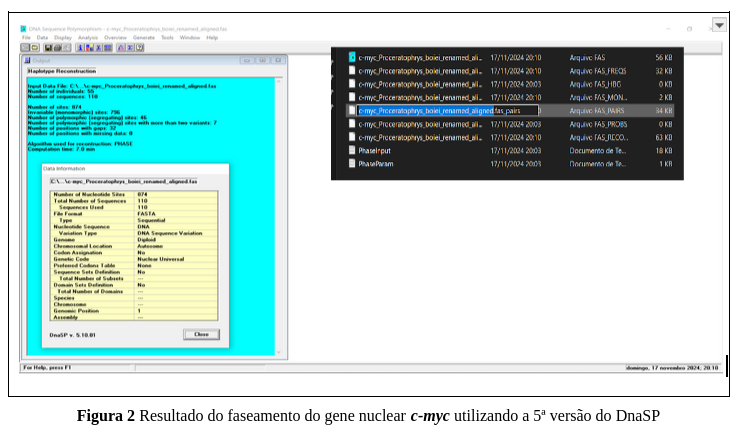 DNA Sequence Polymorphism - c-myc_Proceratophrys_boiei_renamed_aligned.fas
File Data Display Analysis Overview Generate Tools Window Help
Output
Haplotype Reconstruction
Input Data File: C:\...\c-myc_Proceratophrys_boiei_renamed_aligned.fas
Number of individuals: 55
Number of sequences: 110
Number of sites: 874
Invariable (monomorphic) sites: 796
Number of polymorphic (segregating) sites: 46
Number of polymorphic (segregating) sites with more than two variants: 7
Number of positions with gaps: 32
Number of positions with missing data: 0
Algorithm used for recontruction: PHASE
Computation time: 7.0 min
Data Information
C:\...\c-myc_Proceratophrys_boiei_renamed_aligned.fas
Number of Nucleotide Sites 874
Total Number of Sequences 110
Sequences Used 110
File Format FASTA
Type Sequential
Nucleotide Sequence DNA
Variation Type DNA Sequence Variation
Genome Diploid
Chromosomal Location Autosome
Codon Assignation No
Genetic Code Nuclear Universal
Preferred Codons Table None
Sequence Sets Definition No
Total Number of Subsets ---
Domain Sets Definition No
Total Number of Domains ---
Species ---
Chromosome ---
Genomic Position 1
Assembly ---
DnaSP v. 5.10.01 Close
c-myc_Proceratophrys_boiei_renamed_ali... 17/11/2024 20:10 Arquivo FAS 56 KB
c-myc_Proceratophrys_boiei_renamed_ali... 17/11/2024 20:10 Arquivo FAS_FREQS 32 KB
c-myc_Proceratophrys_boiei_renamed_ali... 17/11/2024 20:03 Arquivo FAS_HBG 0 KB
c-myc_Proceratophrys_boiei_renamed_ali... 17/11/2024 20:10 Arquivo FAS_MON... 2 KB
c-myc_Proceratophrys_boiei_renamed_aligned.fas_pairs 0 Arquivo FAS_PAIRS 34 KB
c-myc_Proceratophrys_boiei_renamed_ali... 17/11/2024 20:03 Arquivo FAS_PROBS 0 KB
c-myc_Proceratophrys_boiei_renamed_ali... 17/11/2024 20:10 Arquivo FAS_RECO... 63 KB
PhaseInput 17/11/2024 20:03 Documento de Te... 18 KB
PhaseParam 17/11/2024 20:03 Documento de Te... 1 KB
For Help, press F1 domingo, 17 novembro 2024; 20:10
Figura 2 Resultado do faseamento do gene nuclear c-myc utilizando a 5ª versão do DnaSP